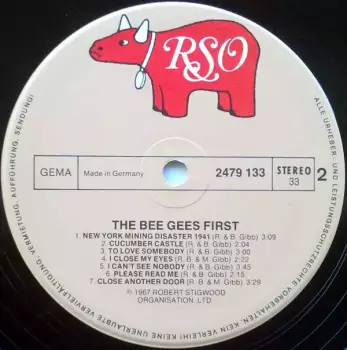 RSO
GEMA
Made in Germany
2479 133
STEREO
33
2
THE BEE GEES FIRST
1. NEW YORK MINING DISASTER 1941 (R. & B. Gibb) 3:09
2. CUCUMBER CASTLE (R. & B. Gibb) 2:04
3. TO LOVE SOMEBODY (R. & B. Gibb) 3:00
4. I CLOSE MY EYES (R. B. & M. Gibb) 2:22
5. I CAN'T SEE NOBODY (R. & B. Gibb) 3:45
6. PLEASE READ ME (R. & B. Gibb) 2:15
7. CLOSE ANOTHER DOOR (R. B. & M Gibb) 3:29
℗ 1967 ROBERT STIGWOOD
ORGANISATION LTD
ALLE URHEBER- UND LEISTUNGSSCHUTZRECHTE VORBEHALTEN. KEIN VERLEIH! KEINE UNERLAUBTE VERVIELFÄLTIGUNG, VERMIETUNG, AUFFÜHRUNG, SENDUNG!